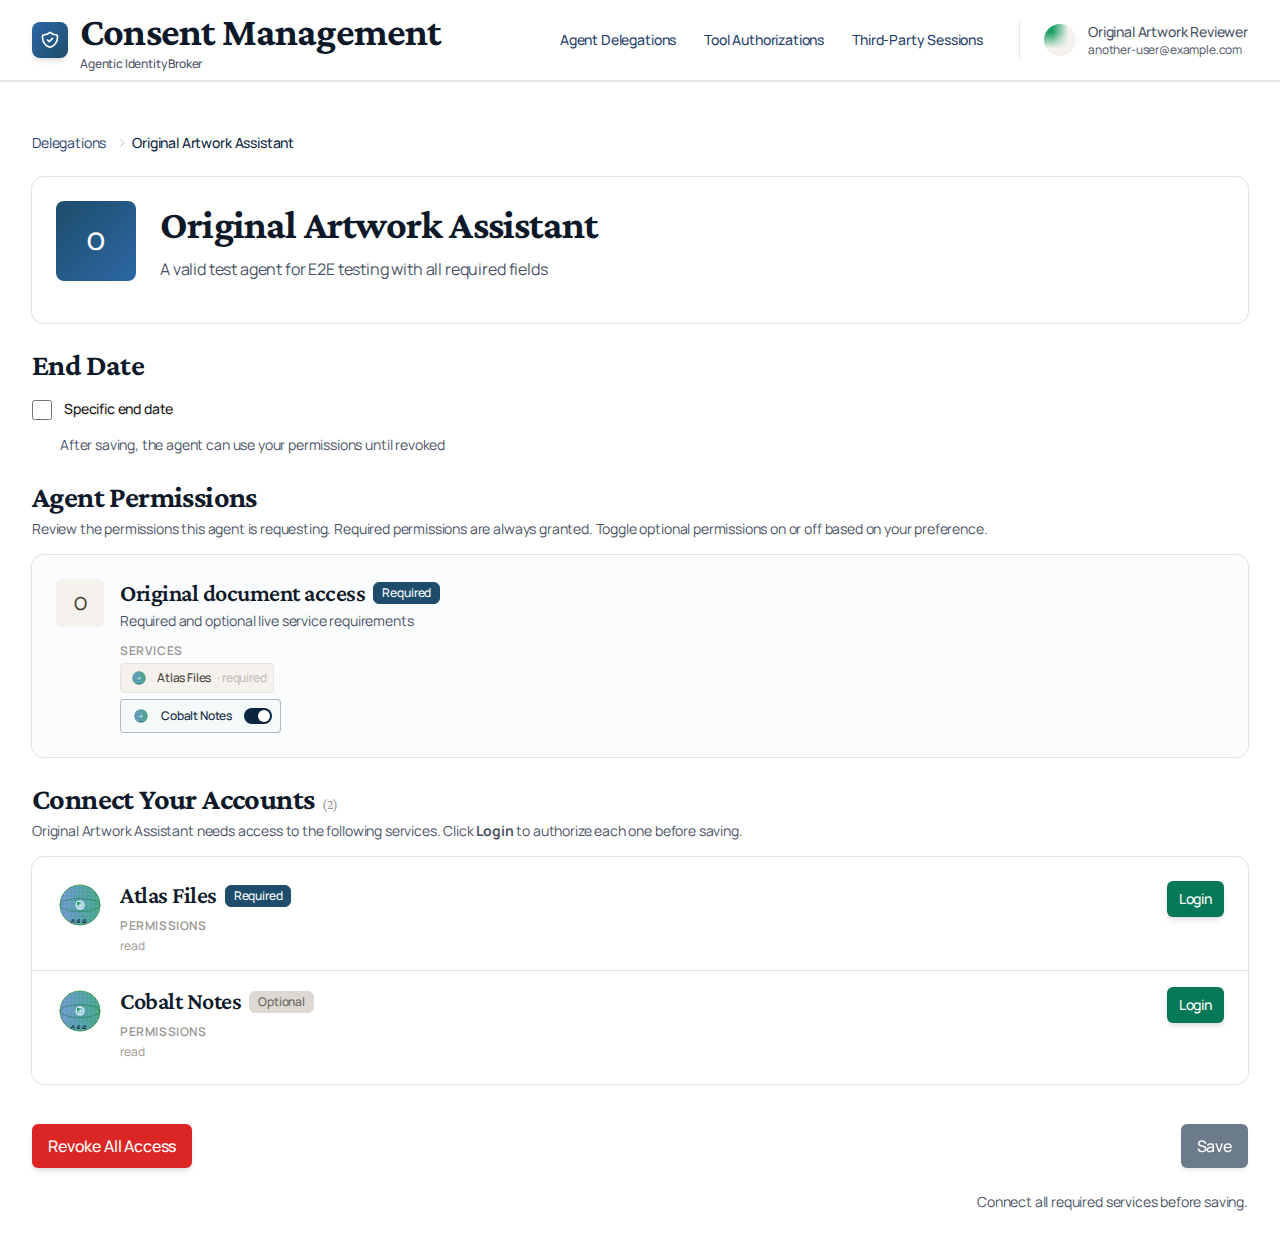 Consent Management
Agentic Identity Broker
Agent Delegations
Tool Authorizations
Third-Party Sessions
Original Artwork Reviewer
another-user@example.com
Delegations
Original Artwork Assistant
O
Original Artwork Assistant
A valid test agent for E2E testing with all required fields
End Date
Specific end date
After saving, the agent can use your permissions until revoked
Agent Permissions
Review the permissions this agent is requesting. Required permissions are always granted. Toggle optional permissions on or off based on your preference.
O
Original document access Required
Required and optional live service requirements
SERVICES
Atlas Files · required
Cobalt Notes
Connect Your Accounts (2)
Original Artwork Assistant needs access to the following services. Click Login to authorize each one before saving.
Atlas Files Required
Login
PERMISSIONS
read
Cobalt Notes Optional
Login
PERMISSIONS
read
Revoke All Access
Save
Connect all required services before saving.